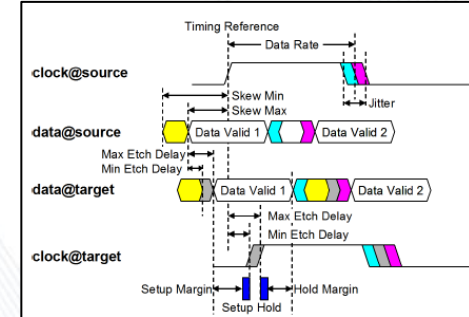 Timing Reference
Data Rate
clock@source
Skew Min
Jitter
Skew Max
data@source
Data Valid 1
Data Valid 2
Max Etch Delay
Min Etch Delay
data@target
Data Valid 1
Data Valid 2
Max Etch Delay
Min Etch Delay
clock@target
Setup Margin
Hold Margin
Setup Hold